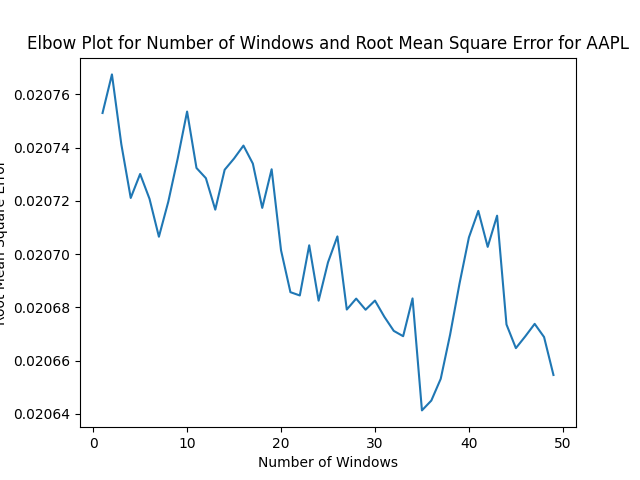 Elbow Plot for Number of Windows and Root Mean Square Error for AAPL
0.02076
0.02074
0.02072
0.02070
0.02068
0.02066
0.02064
Root Mean Square Error
0 10 20 30 40 50
Number of Windows